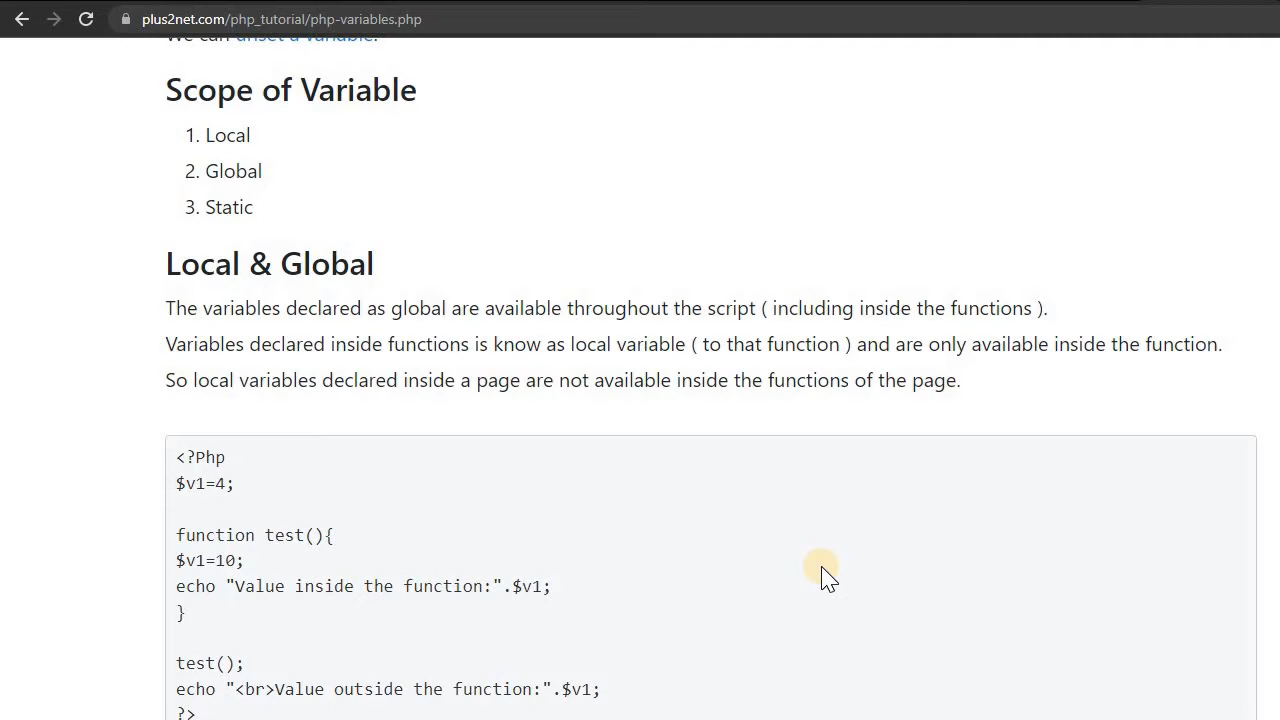 plus2net.com/php_tutorial/php-variables.php
We can unset a variable.
Scope of Variable
1. Local
2. Global
3. Static
Local & Global
The variables declared as global are available throughout the script ( including inside the functions ).
Variables declared inside functions is know as local variable ( to that function ) and are only available inside the function.
So local variables declared inside a page are not available inside the functions of the page.
<?Php
$v1=4;
function test(){
$v1=10;
echo "Value inside the function:".$v1;
}
test();
echo "<br>Value outside the function:".$v1;
?>